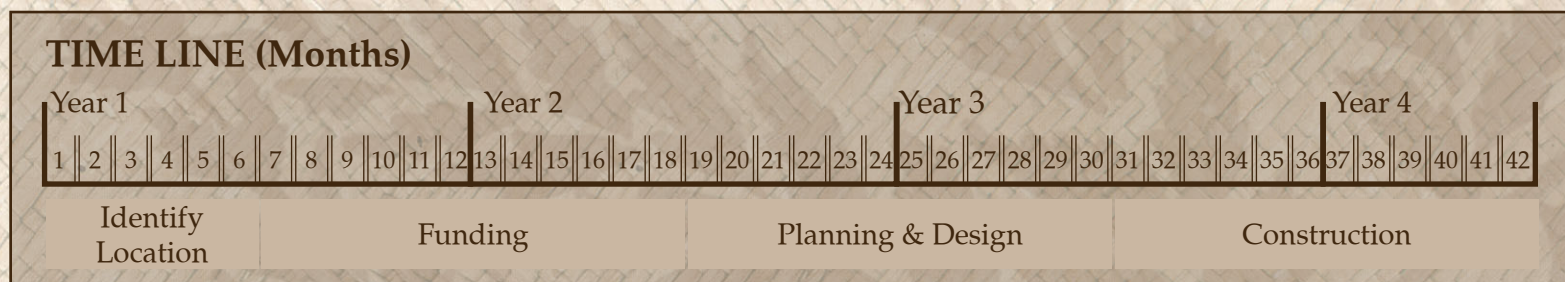 TIME LINE (Months)
Year 1 Year 2 Year 3 Year 4
1 2 3 4 5 6 7 8 9 10 11 12 13 14 15 16 17 18 19 20 21 22 23 24 25 26 27 28 29 30 31 32 33 34 35 36 37 38 39 40 41 42
Identify
Location
Funding
Planning & Design
Construction